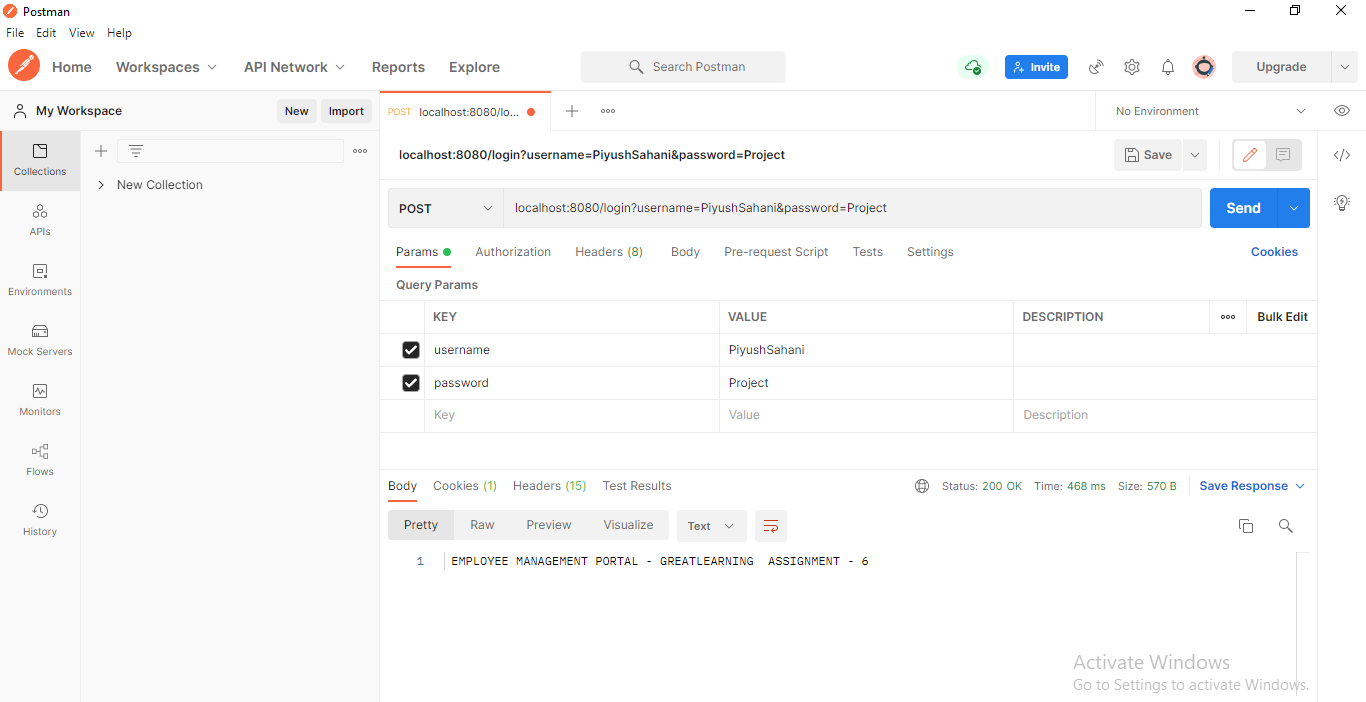 Postman
File Edit View Help
Home Workspaces API Network Reports Explore Search Postman Invite Upgrade
My Workspace New Import POST localhost:8080/lo... No Environment
Collections
APIs
Environments
Mock Servers
Monitors
Flows
History
New Collection
localhost:8080/login?username=PiyushSahani&password=Project Save
POST localhost:8080/login?username=PiyushSahani&password=Project Send
Params Authorization Headers (8) Body Pre-request Script Tests Settings Cookies
Query Params
KEY VALUE DESCRIPTION Bulk Edit
username PiyushSahani
password Project
Key Value Description
Body Cookies (1) Headers (15) Test Results Status: 200 OK Time: 468 ms Size: 570 B Save Response
Pretty Raw Preview Visualize Text
1 EMPLOYEE MANAGEMENT PORTAL - GREATLEARNING  ASSIGNMENT - 6
Activate Windows
Go to Settings to activate Windows.